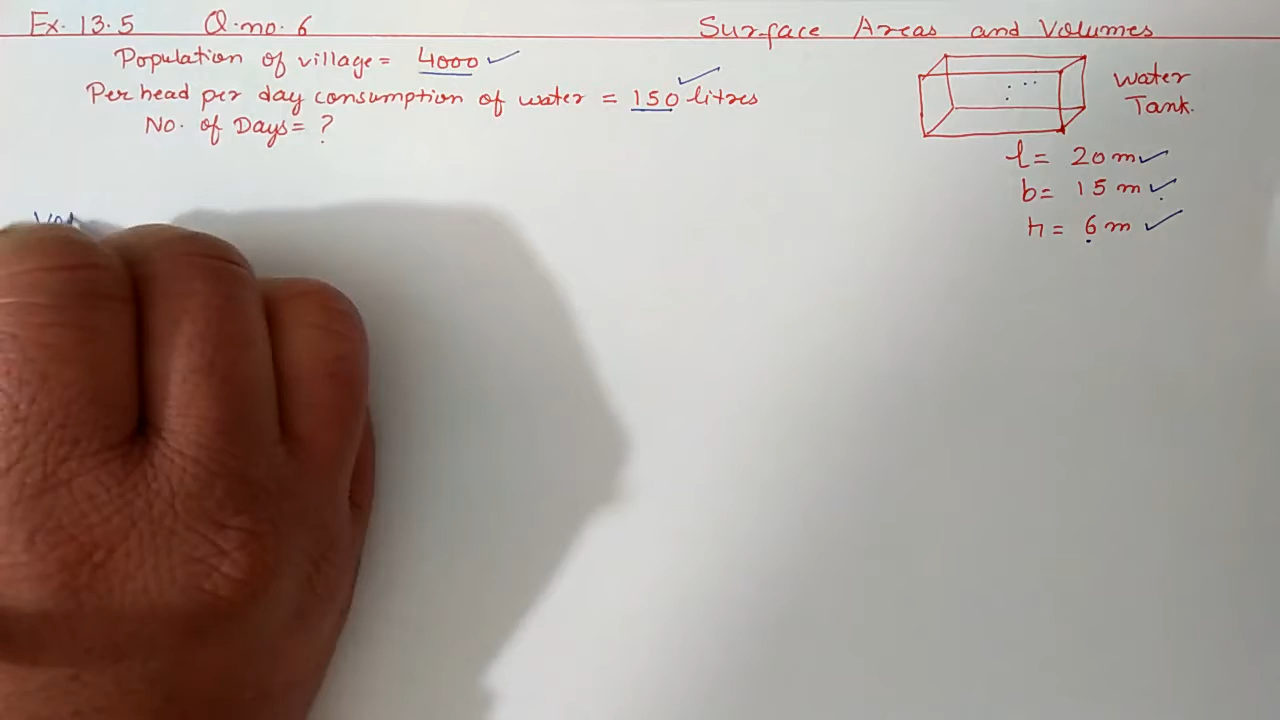 Ex. 13.5 Q.no. 6 Surface Areas and Volumes
Population of village = 4000
Per head per day consumption of water = 150 litres
No. of Days = ?
water
Tank.
l = 20 m
b = 15 m
h = 6 m